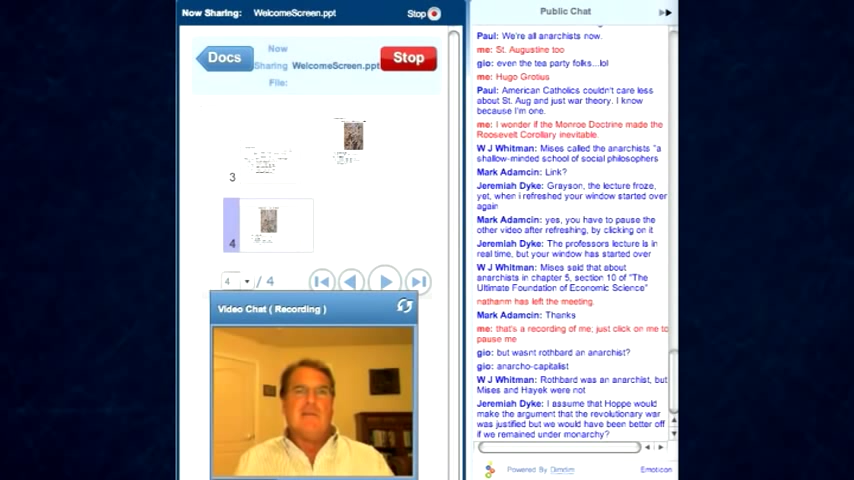 Now Sharing: WelcomeScreen.ppt
Stop
Docs
Now
Sharing WelcomeScreen.ppt
File:
Stop
3
4
4 / 4
Video Chat ( Recording )
Public Chat
Paul: We're all anarchists now.
me: St. Augustine too
gio: even the tea party folks...lol
me: Hugo Grotius
Paul: American Catholics couldn't care less
about St. Aug and just war theory. I know
because I'm one.
me: I wonder if the Monroe Doctrine made the
Roosevelt Corollary inevitable.
W J Whitman: Mises called the anarchists "a
shallow-minded school of social philosophers
Mark Adamcin: Link?
Jeremiah Dyke: Grayson, the lecture froze,
yet, when i refreshed your window started over
again
Mark Adamcin: yes, you have to pause the
other video after refreshing, by clicking on it
Jeremiah Dyke: The professors lecture is in
real time, but your window has started over
W J Whitman: Mises said that about
anarchists in chapter 5, section 10 of "The
Ultimate Foundation of Economic Science"
nathanm has left the meeting.
Mark Adamcin: Thanks
me: that's a recording of me; just click on me to
pause me
gio: but wasnt rothbard an anarchist?
gio: anarcho-capitalist
W J Whitman: Rothbard was an anarchist, but
Mises and Hayek were not
Jeremiah Dyke: I assume that Hoppe would
make the argument that the revolutionary war
was justified but we would have been better off
if we remained under monarchy?
Powered By Dimdim
Emoticon